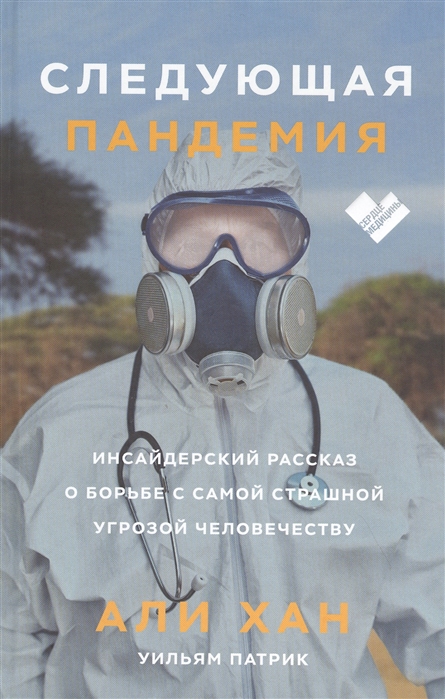 СЛЕДУЮЩАЯ
ПАНДЕМИЯ
СЕРДЦЕ
МЕДИЦИНЫ
ИНСАЙДЕРСКИЙ РАССКАЗ
О БОРЬБЕ С САМОЙ СТРАШНОЙ
УГРОЗОЙ ЧЕЛОВЕЧЕСТВУ
АЛИ ХАН
УИЛЬЯМ ПАТРИК